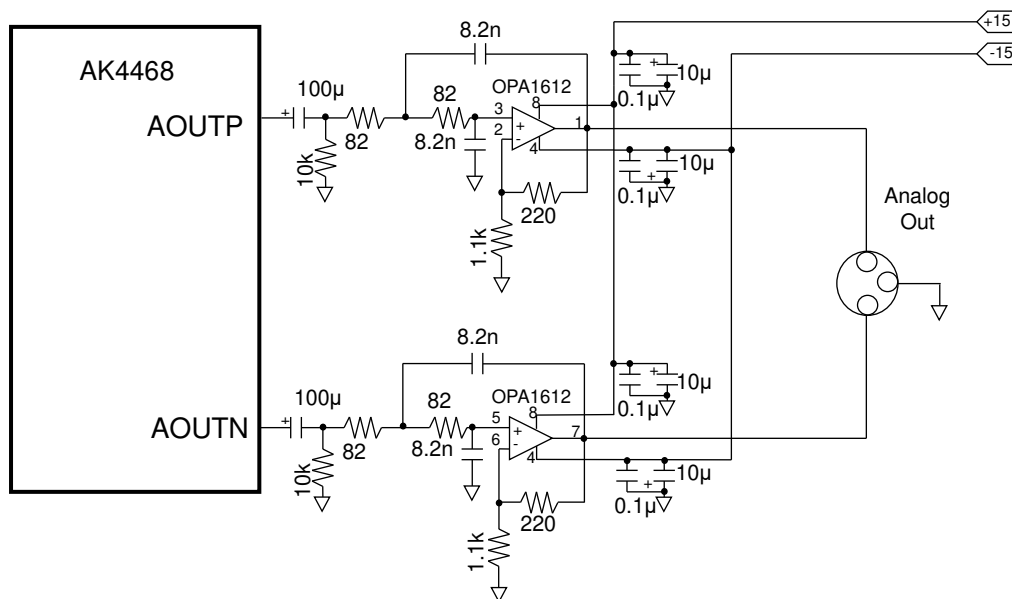 +15
-15
8.2n
AK4468
100µ
82
OPA1612
8
+
10µ
0.1µ
AOUTP
+
82
8.2n
3
2
+
-
1
4
10k
+
10µ
0.1µ
220
1.1k
Analog
Out
8.2n
100µ
82
OPA1612
8
+
10µ
0.1µ
AOUTN
+
82
8.2n
5
6
+
-
7
4
10k
+
10µ
0.1µ
220
1.1k